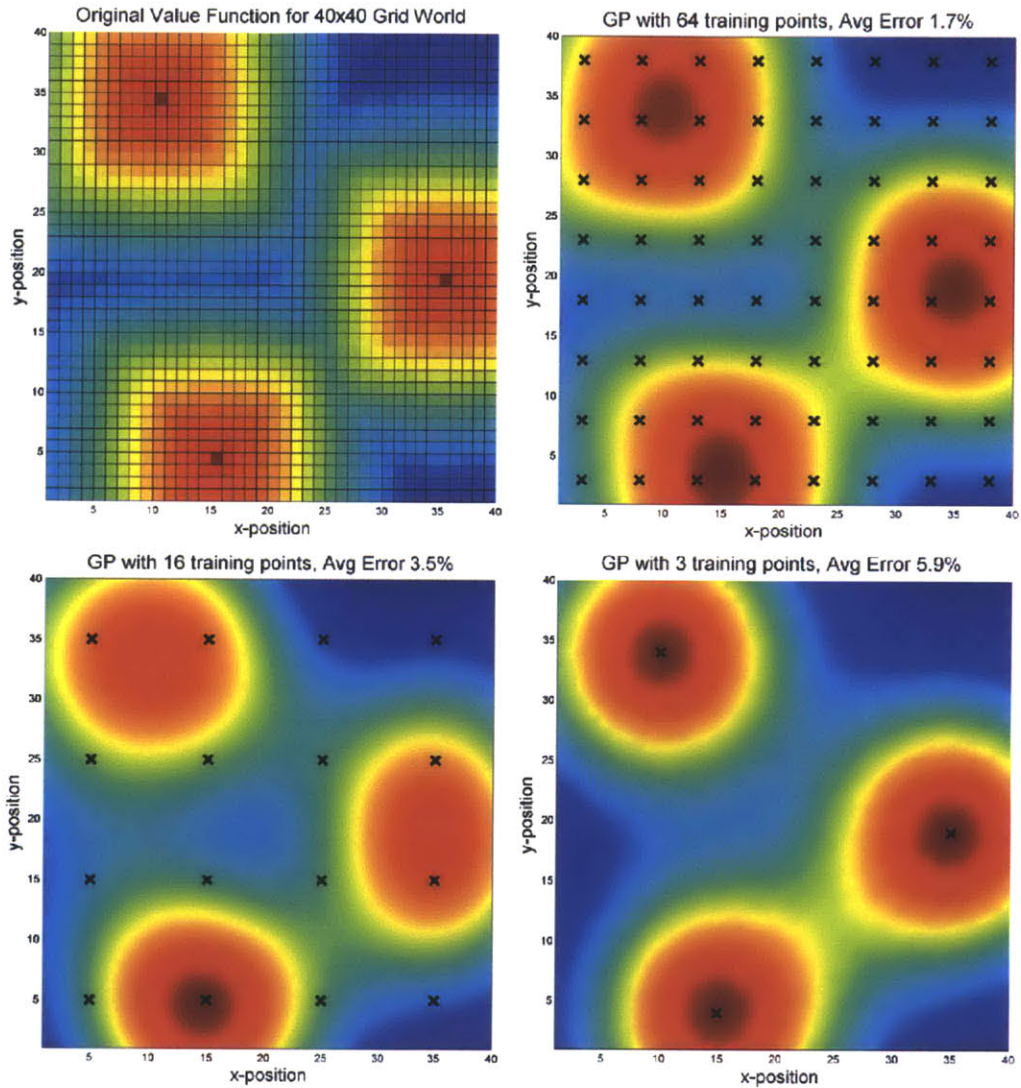 Original Value Function for 40x40 Grid World
40
35
30
25
20
15
10
5
y-position
5 10 15 20 25 30 35 40
x-position
GP with 64 training points, Avg Error 1.7%
40
35
30
25
20
15
10
5
y-position
5 10 15 20 25 30 35 40
x-position
GP with 16 training points, Avg Error 3.5%
40
35
30
25
20
15
10
5
y-position
5 10 15 20 25 30 35 40
x-position
GP with 3 training points, Avg Error 5.9%
40
35
30
25
20
15
10
5
y-position
5 10 15 20 25 30 35 40
x-position